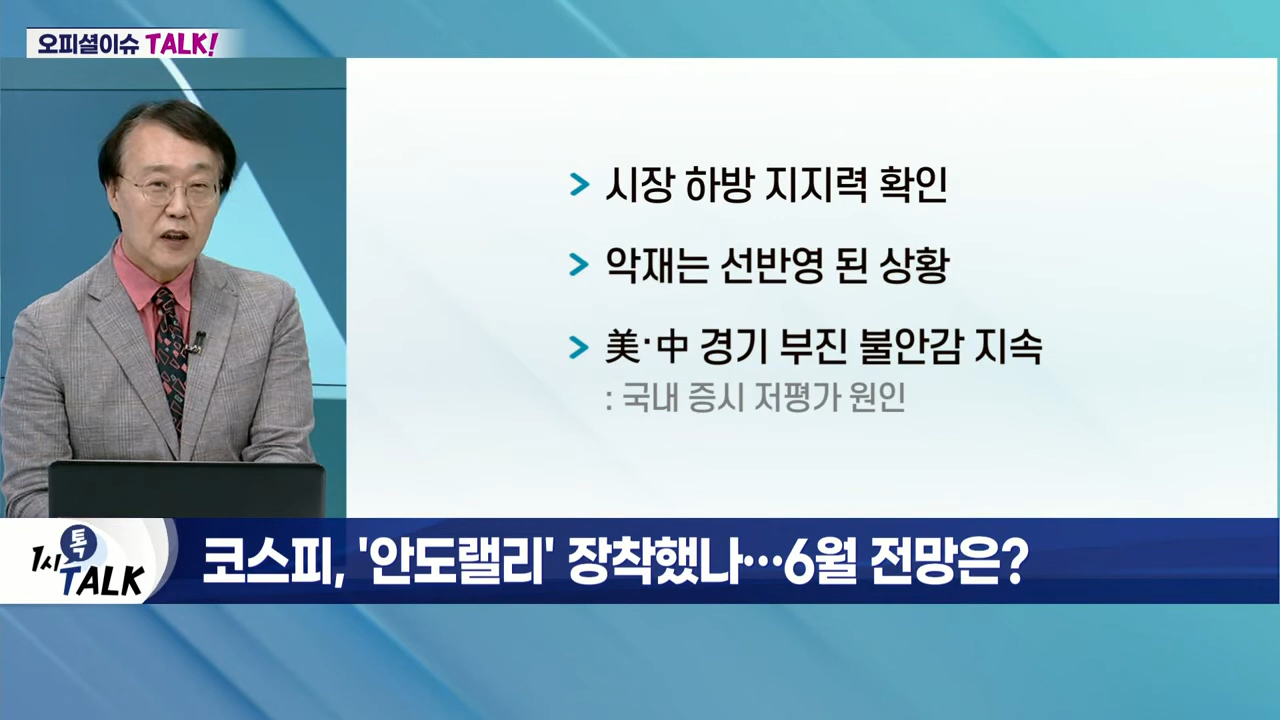 오피셜이슈 TALK!
> 시장 하방 지지력 확인
> 악재는 선반영 된 상황
> 美·中 경기 부진 불안감 지속
: 국내 증시 저평가 원인
1시톡 TALK
코스피, '안도랠리' 장착했나…6월 전망은?